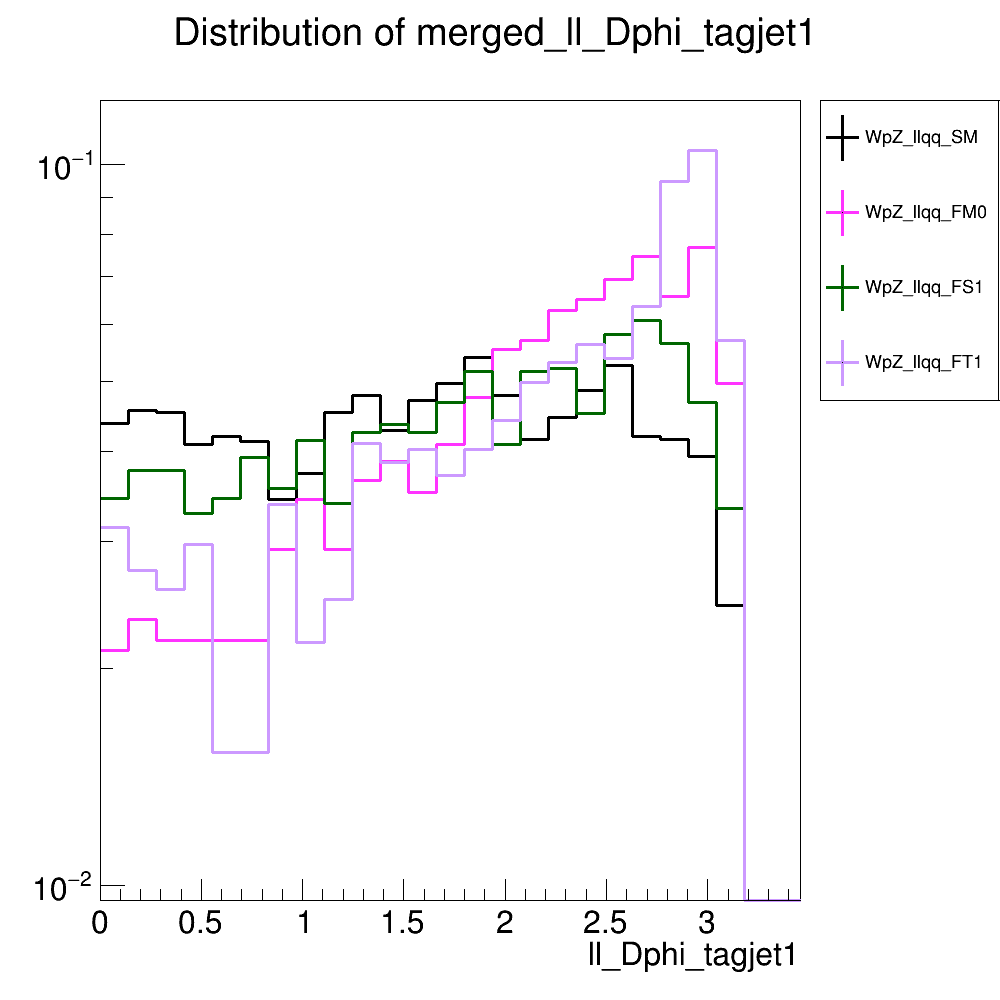 Distribution of merged_ll_Dphi_tagjet1
10⁻¹
10⁻²
0 0.5 1 1.5 2 2.5 3
ll_Dphi_tagjet1
WpZ_llqq_SM
WpZ_llqq_FM0
WpZ_llqq_FS1
WpZ_llqq_FT1